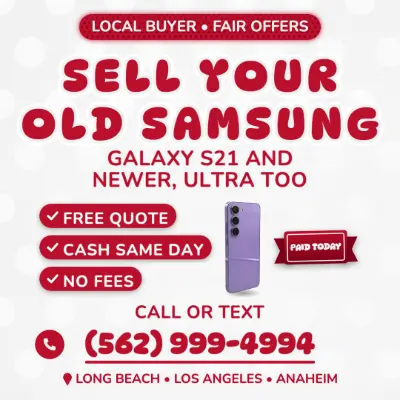 LOCAL BUYER • FAIR OFFERS
SELL YOUR
OLD SAMSUNG
GALAXY S21 AND
NEWER, ULTRA TOO
FREE QUOTE
CASH SAME DAY
PAID TODAY
NO FEES
CALL OR TEXT
(562) 999-4994
LONG BEACH • LOS ANGELES • ANAHEIM